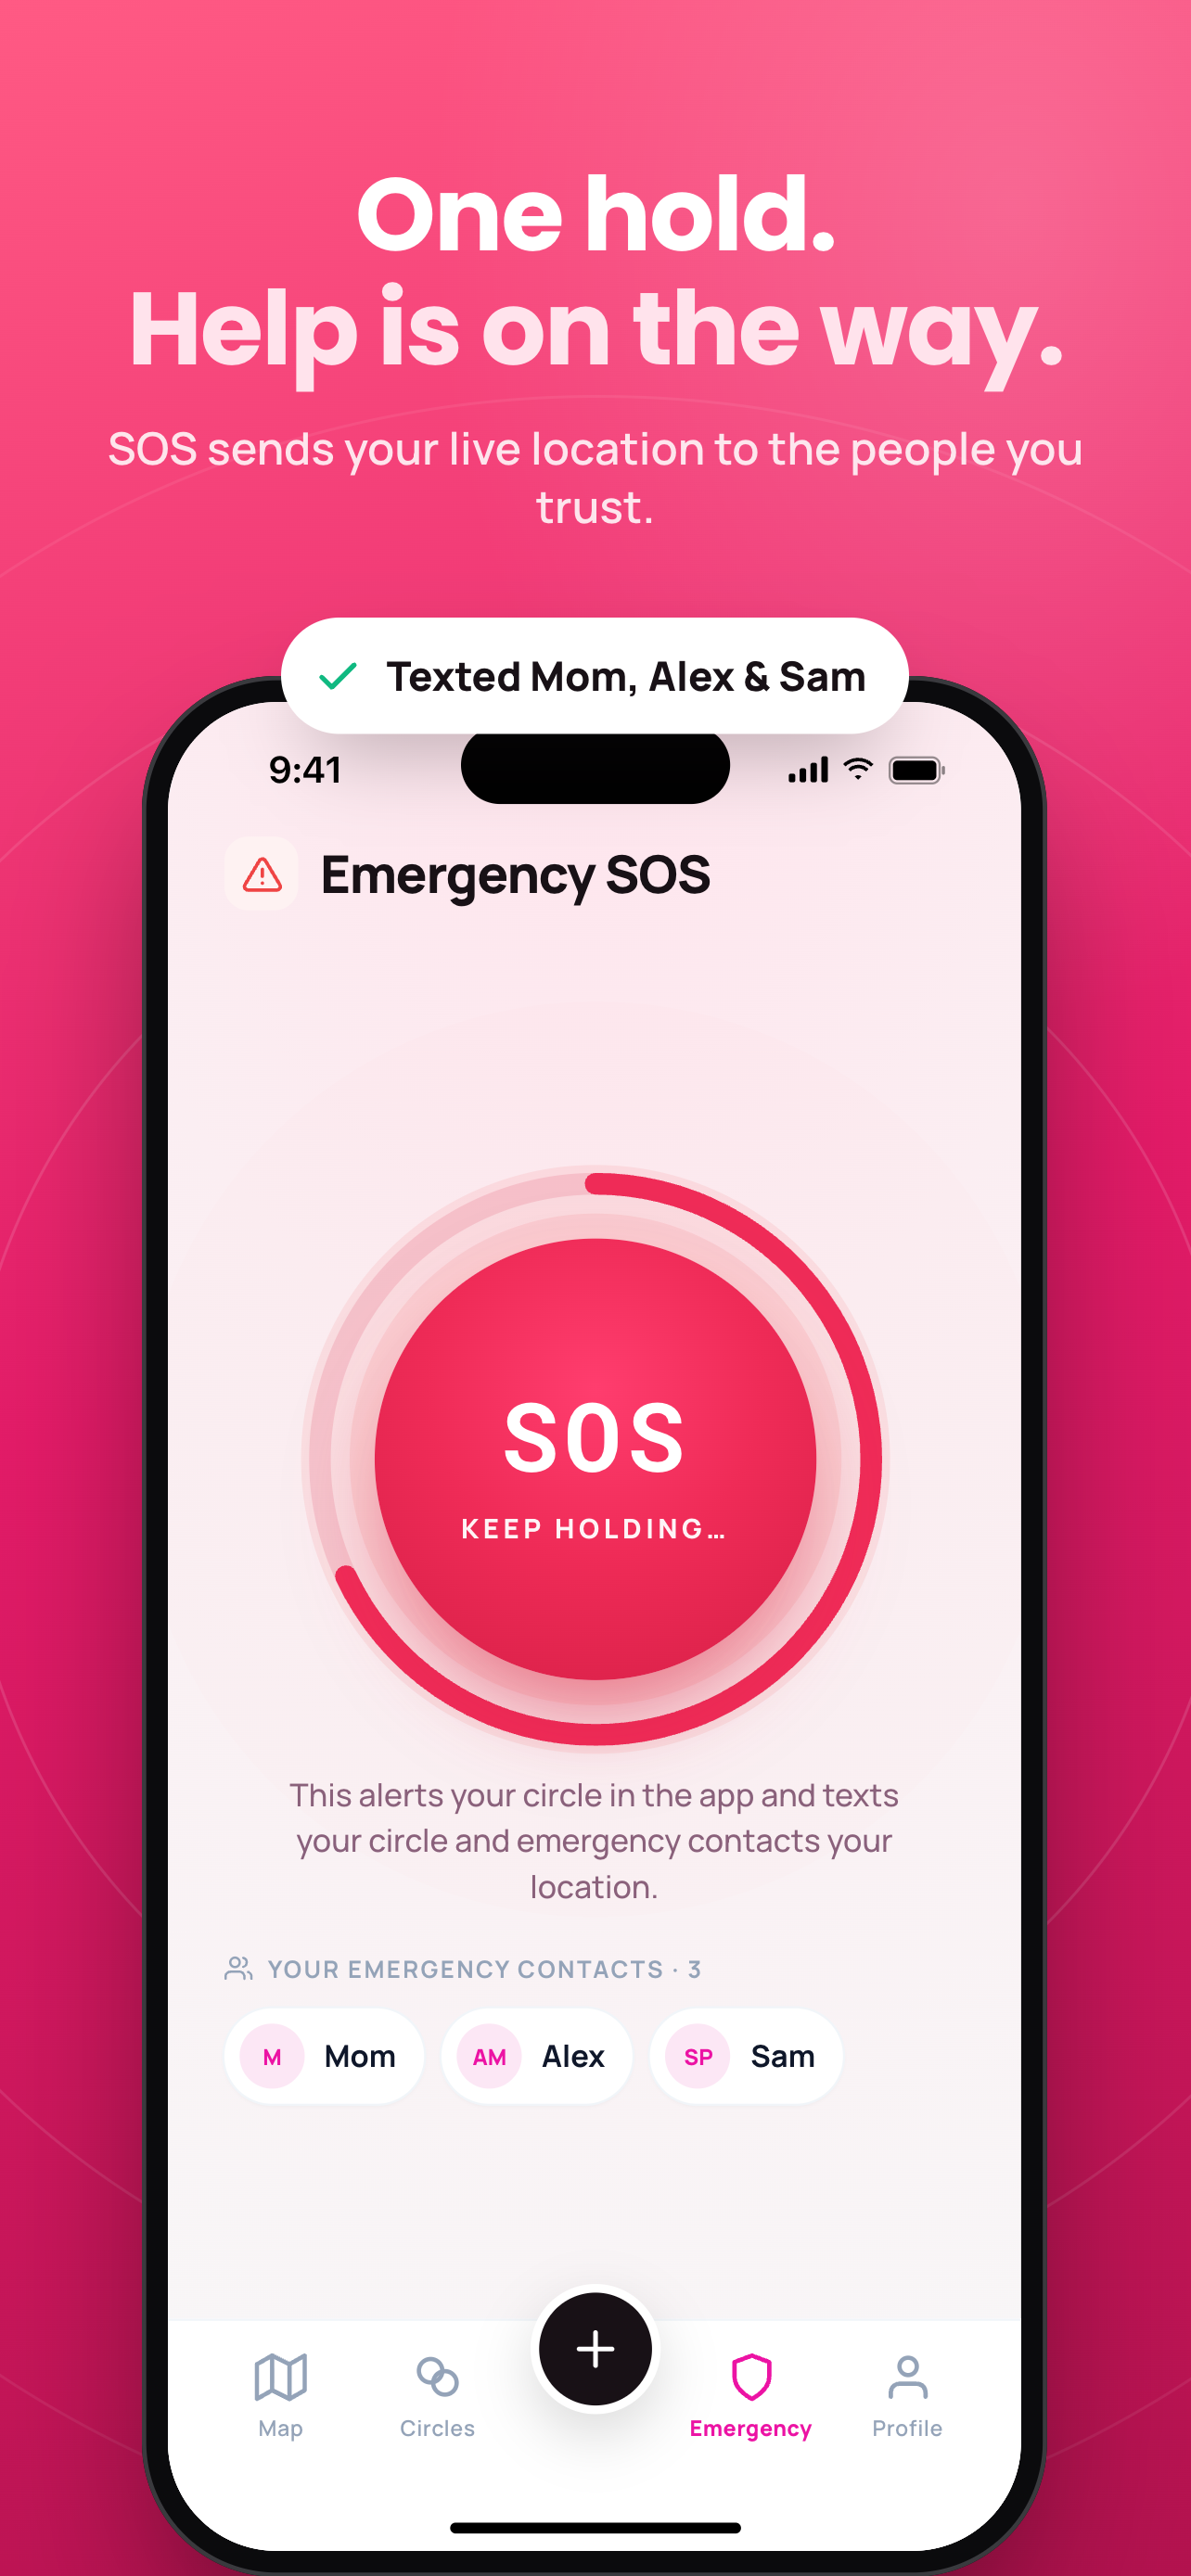 One hold.
Help is on the way.
SOS sends your live location to the people you
trust.
Texted Mom, Alex & Sam
9:41
Emergency SOS
SOS
KEEP HOLDING…
This alerts your circle in the app and texts
your circle and emergency contacts your
location.
YOUR EMERGENCY CONTACTS · 3
M Mom AM Alex SP Sam
Map Circles Emergency Profile